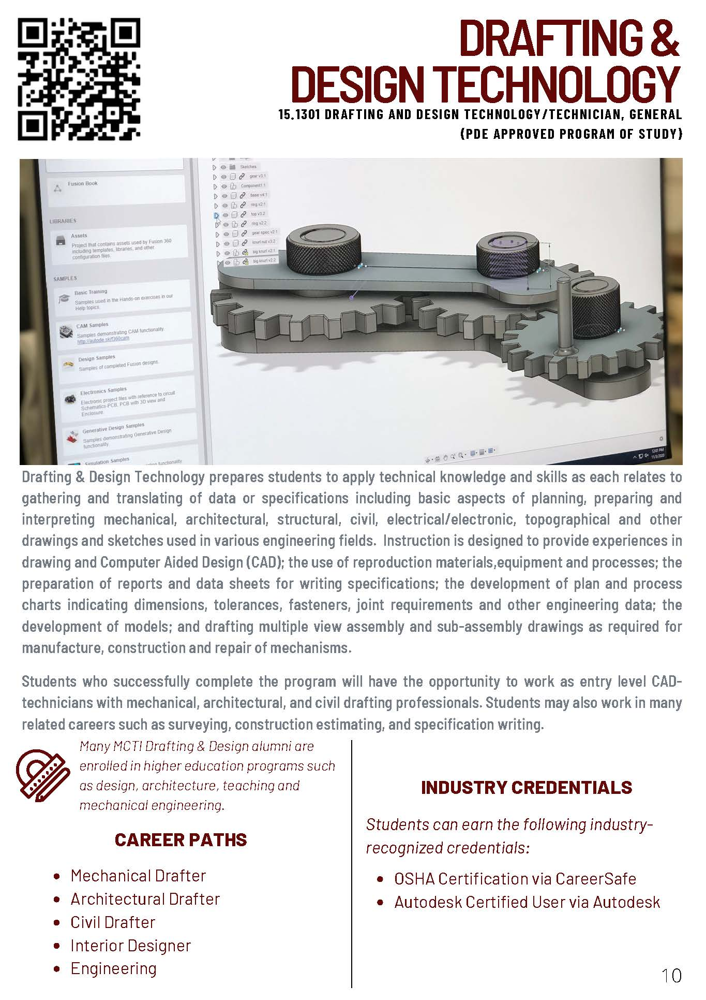 DRAFTING &
DESIGN TECHNOLOGY
15.1301 DRAFTING AND DESIGN TECHNOLOGY/TECHNICIAN, GENERAL
(PDE APPROVED PROGRAM OF STUDY)
Fusion Book
LIBRARIES
Assets
Project that contains assets used by Fusion 360
including templates, libraries, and other
configuration files.
SAMPLES
Basic Training
Samples used in the Hands-on exercises in our
Help topics.
CAM Samples
Samples demonstrating CAM functionality.
http://autode.sk/f360cam
Design Samples
Samples of completed Fusion designs.
Electronics Samples
Electronic project files with reference to circuit
Schematics-PCB, PCB with 3D view and
Enclosure.
Generative Design Samples
Samples demonstrating Generative Design
functionality.
Simulation Samples
functionality
Sketches
gear v3:1
Component1:1
base v4:1
ring v2:1
top v3:2
ring v2:2
gear spec v2:1
knurl nut v3:2
big knurl v2:1
big knurl v2:2
12:01 PM
11/3/2020
Drafting & Design Technology prepares students to apply technical knowledge and skills as each relates to
gathering and translating of data or specifications including basic aspects of planning, preparing and
interpreting mechanical, architectural, structural, civil, electrical/electronic, topographical and other
drawings and sketches used in various engineering fields.  Instruction is designed to provide experiences in
drawing and Computer Aided Design (CAD); the use of reproduction materials,equipment and processes; the
preparation of reports and data sheets for writing specifications; the development of plan and process
charts indicating dimensions, tolerances, fasteners, joint requirements and other engineering data; the
development of models; and drafting multiple view assembly and sub-assembly drawings as required for
manufacture, construction and repair of mechanisms.
Students who successfully complete the program will have the opportunity to work as entry level CAD-
technicians with mechanical, architectural, and civil drafting professionals. Students may also work in many
related careers such as surveying, construction estimating, and specification writing.
Many MCTI Drafting & Design alumni are
enrolled in higher education programs such
as design, architecture, teaching and
mechanical engineering.
CAREER PATHS
• Mechanical Drafter
• Architectural Drafter
• Civil Drafter
• Interior Designer
• Engineering
INDUSTRY CREDENTIALS
Students can earn the following industry-
recognized credentials:
• OSHA Certification via CareerSafe
• Autodesk Certified User via Autodesk
10